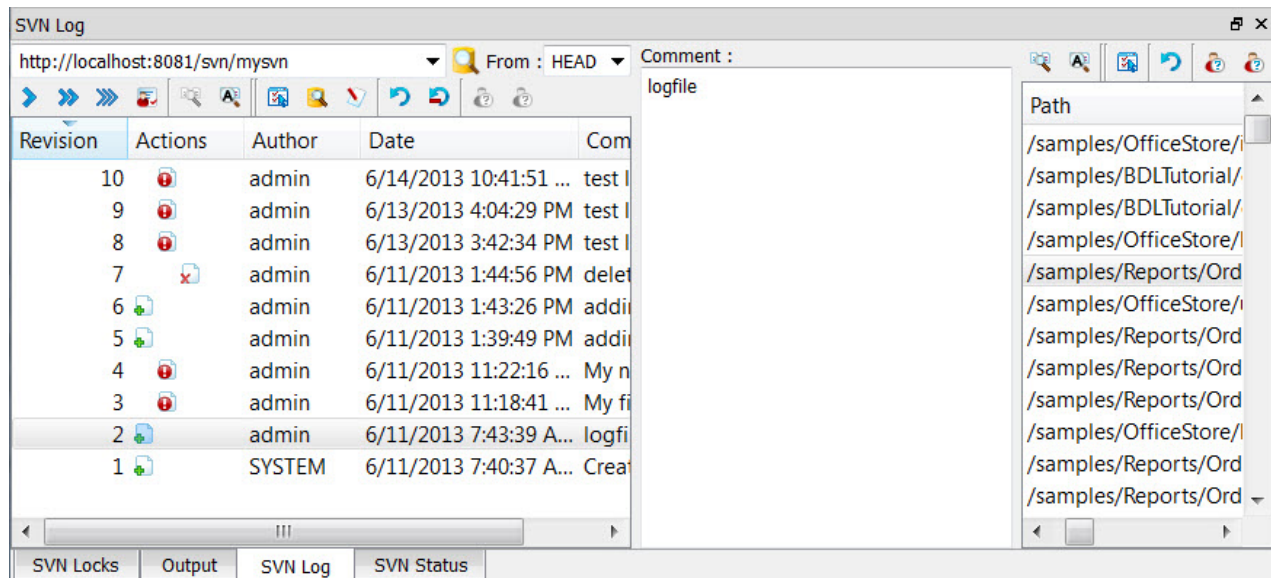 SVN Log
http://localhost:8081/svn/mysvn From : HEAD
Revision Actions Author Date Com
10 admin 6/14/2013 10:41:51 ... test l
9 admin 6/13/2013 4:04:29 PM test l
8 admin 6/13/2013 3:42:34 PM test l
7 admin 6/11/2013 1:44:56 PM delet
6 admin 6/11/2013 1:43:26 PM addi
5 admin 6/11/2013 1:39:49 PM addi
4 admin 6/11/2013 11:22:16 ... My n
3 admin 6/11/2013 11:18:41 ... My fi
2 admin 6/11/2013 7:43:39 A... logfi
1 SYSTEM 6/11/2013 7:40:37 A... Creat
Comment :
logfile
Path
/samples/OfficeStore/
/samples/BDLTutorial/
/samples/BDLTutorial/
/samples/OfficeStore/
/samples/Reports/Ord
/samples/OfficeStore/
/samples/Reports/Ord
/samples/Reports/Ord
/samples/Reports/Ord
/samples/OfficeStore/
/samples/Reports/Ord
/samples/Reports/Ord
SVN Locks Output SVN Log SVN Status